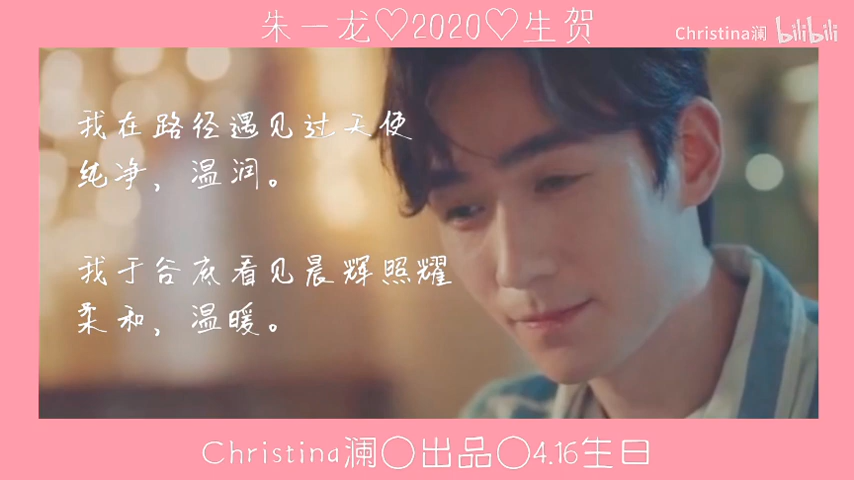 朱一龙♡2020♡生贺
Christina澜 bilibili
我在路径遇见过天使
纯净，温润。
我于谷底看见晨辉照耀
柔和，温暖。
Christina澜○出品○4.16生日